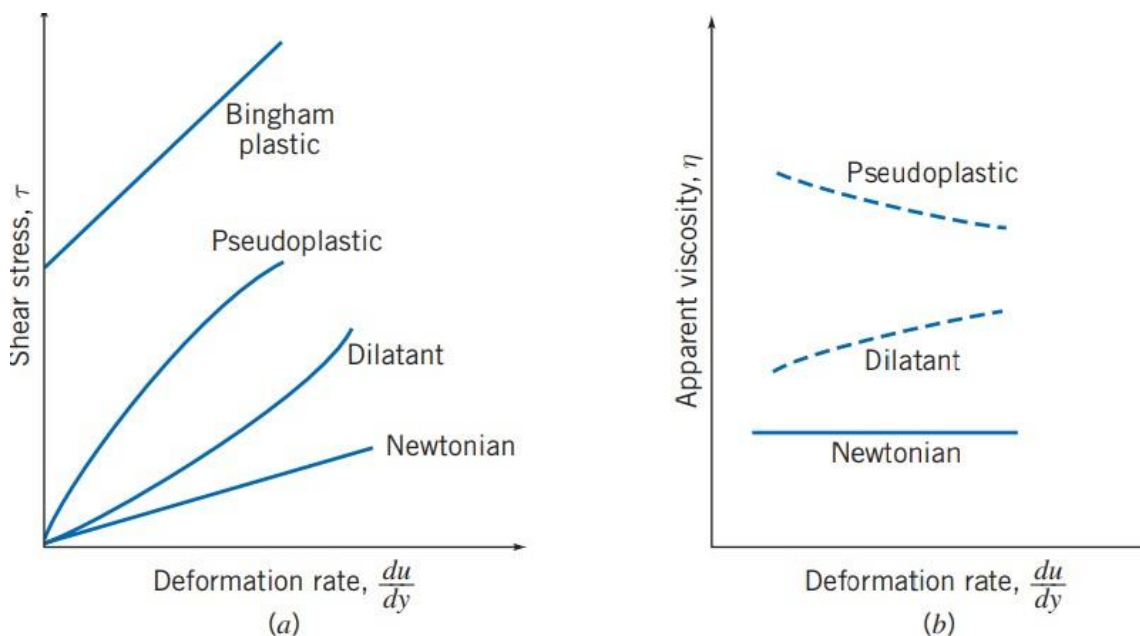 Shear stress, τ
Bingham
plastic
Pseudoplastic
Dilatant
Newtonian
Deformation rate, du/dy
(a)
Apparent viscosity, η
Pseudoplastic
Dilatant
Newtonian
Deformation rate, du/dy
(b)